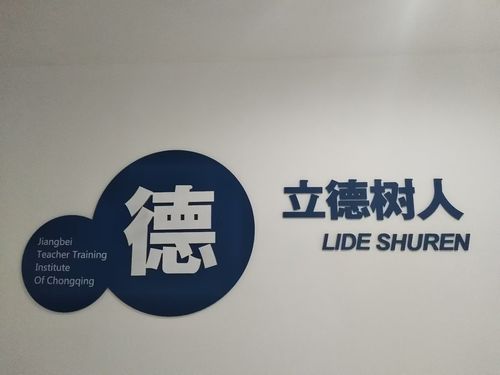 Jiangbei
Teacher Training
Institute
Of Chongqing
德
立德树人
LIDE SHUREN